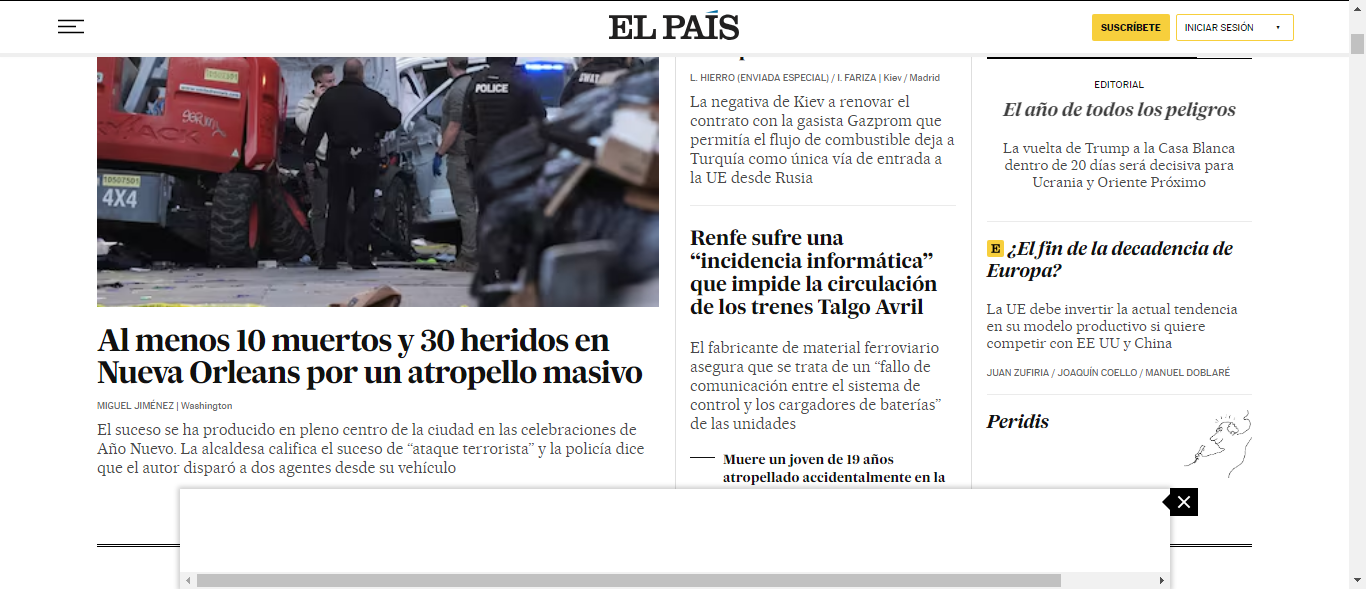 EL PAÍS
SUSCRÍBETE
INICIAR SESIÓN
POLICE
SWAT
10507501
4X4
Al menos 10 muertos y 30 heridos en
Nueva Orleans por un atropello masivo
MIGUEL JIMÉNEZ | Washington
El suceso se ha producido en pleno centro de la ciudad en las celebraciones de
Año Nuevo. La alcaldesa califica el suceso de “ataque terrorista” y la policía dice
que el autor disparó a dos agentes desde su vehículo
L. HIERRO (ENVIADA ESPECIAL) / I. FARIZA | Kiev / Madrid
La negativa de Kiev a renovar el
contrato con la gasista Gazprom que
permitía el flujo de combustible deja a
Turquía como única vía de entrada a
la UE desde Rusia
Renfe sufre una
“incidencia informática”
que impide la circulación
de los trenes Talgo Avril
El fabricante de material ferroviario
asegura que se trata de un “fallo de
comunicación entre el sistema de
control y los cargadores de baterías”
de las unidades
Muere un joven de 19 años
atropellado accidentalmente en la
EDITORIAL
El año de todos los peligros
La vuelta de Trump a la Casa Blanca
dentro de 20 días será decisiva para
Ucrania y Oriente Próximo
E ¿El fin de la decadencia de
Europa?
La UE debe invertir la actual tendencia
en su modelo productivo si quiere
competir con EE UU y China
JUAN ZUFIRIA / JOAQUÍN COELLO / MANUEL DOBLARÉ
Peridis